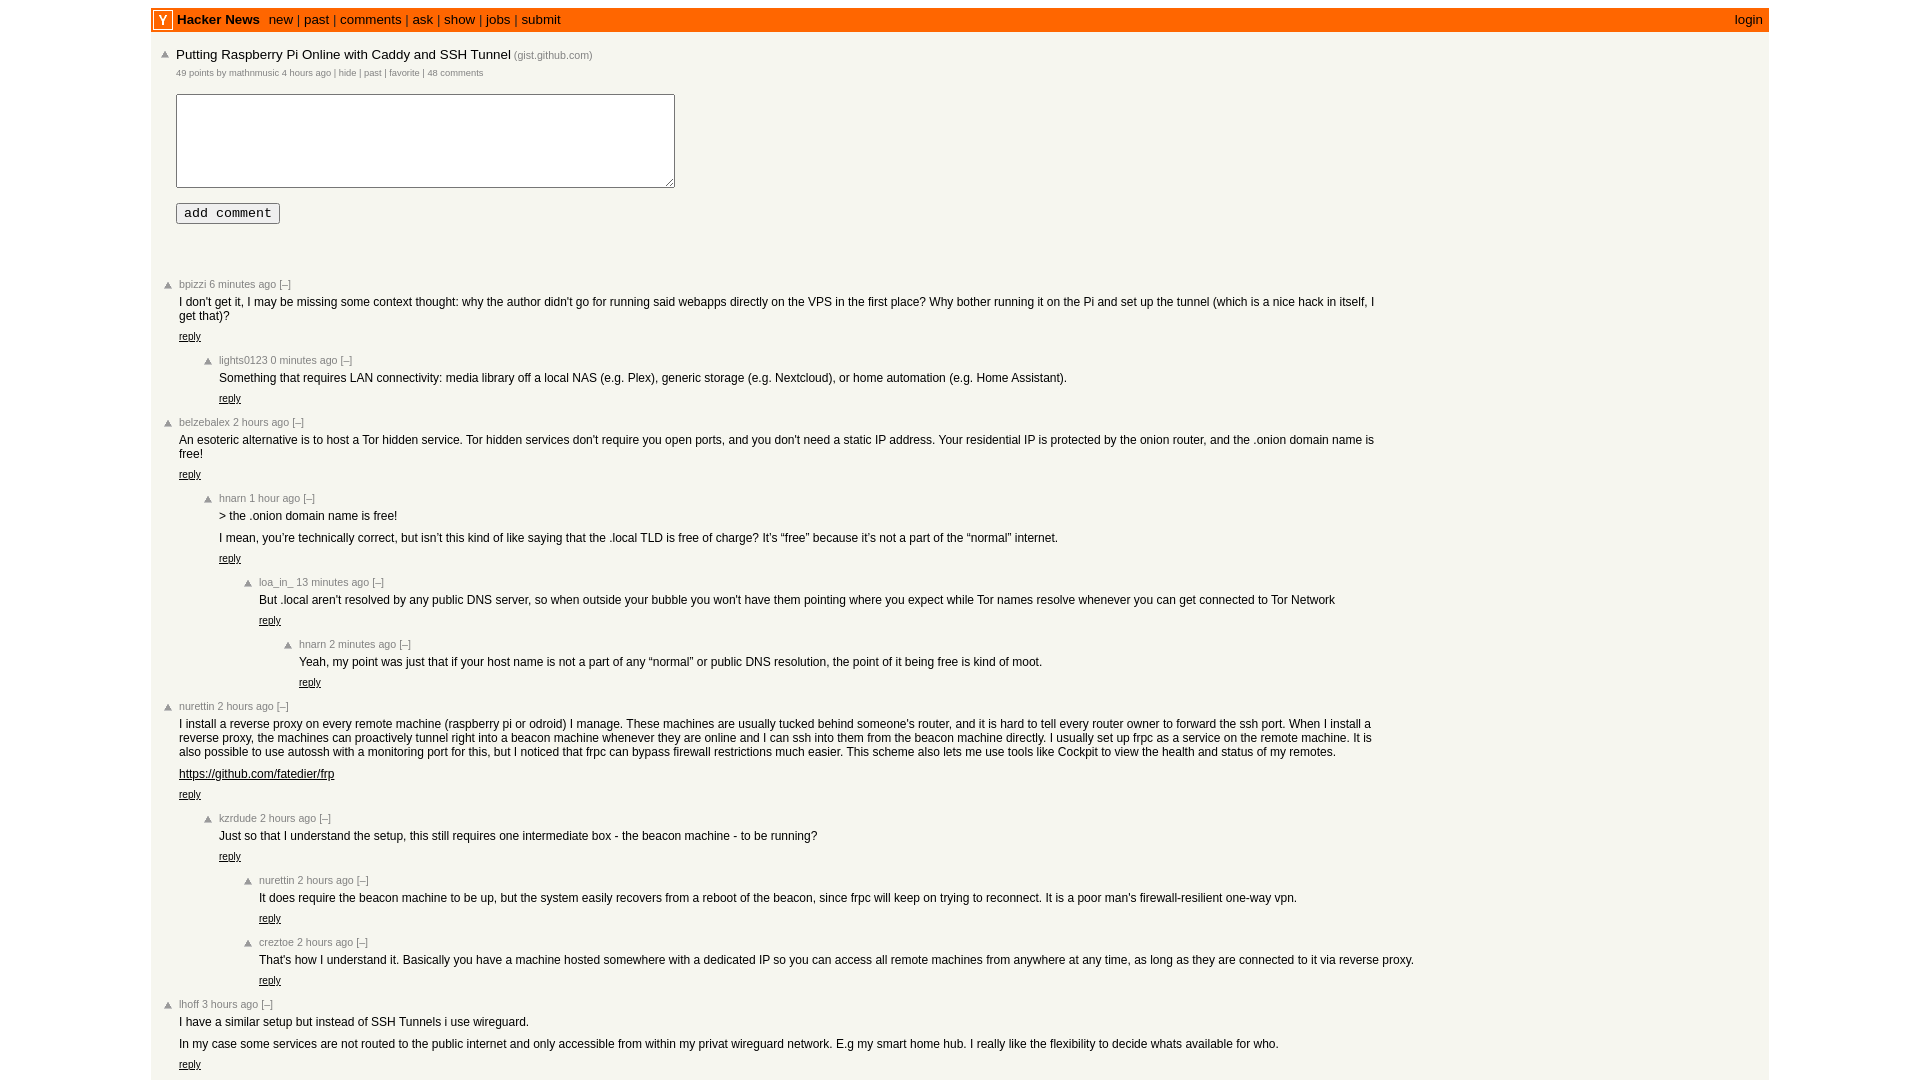 Y Hacker News new | past | comments | ask | show | jobs | submit login
Putting Raspberry Pi Online with Caddy and SSH Tunnel (gist.github.com)
49 points by mathnmusic 4 hours ago | hide | past | favorite | 48 comments
add comment
bpizzi 6 minutes ago [–]
I don't get it, I may be missing some context thought: why the author didn't go for running said webapps directly on the VPS in the first place? Why bother running it on the Pi and set up the tunnel (which is a nice hack in itself, I
get that)?
reply
lights0123 0 minutes ago [–]
Something that requires LAN connectivity: media library off a local NAS (e.g. Plex), generic storage (e.g. Nextcloud), or home automation (e.g. Home Assistant).
reply
belzebalex 2 hours ago [–]
An esoteric alternative is to host a Tor hidden service. Tor hidden services don't require you open ports, and you don't need a static IP address. Your residential IP is protected by the onion router, and the .onion domain name is
free!
reply
hnarn 1 hour ago [–]
> the .onion domain name is free!
I mean, you’re technically correct, but isn’t this kind of like saying that the .local TLD is free of charge? It’s “free” because it’s not a part of the “normal” internet.
reply
loa_in_ 13 minutes ago [–]
But .local aren't resolved by any public DNS server, so when outside your bubble you won't have them pointing where you expect while Tor names resolve whenever you can get connected to Tor Network
reply
hnarn 2 minutes ago [–]
Yeah, my point was just that if your host name is not a part of any “normal” or public DNS resolution, the point of it being free is kind of moot.
reply
nurettin 2 hours ago [–]
I install a reverse proxy on every remote machine (raspberry pi or odroid) I manage. These machines are usually tucked behind someone's router, and it is hard to tell every router owner to forward the ssh port. When I install a
reverse proxy, the machines can proactively tunnel right into a beacon machine whenever they are online and I can ssh into them from the beacon machine directly. I usually set up frpc as a service on the remote machine. It is
also possible to use autossh with a monitoring port for this, but I noticed that frpc can bypass firewall restrictions much easier. This scheme also lets me use tools like Cockpit to view the health and status of my remotes.
https://github.com/fatedier/frp
reply
kzrdude 2 hours ago [–]
Just so that I understand the setup, this still requires one intermediate box - the beacon machine - to be running?
reply
nurettin 2 hours ago [–]
It does require the beacon machine to be up, but the system easily recovers from a reboot of the beacon, since frpc will keep on trying to reconnect. It is a poor man's firewall-resilient one-way vpn.
reply
creztoe 2 hours ago [–]
That's how I understand it. Basically you have a machine hosted somewhere with a dedicated IP so you can access all remote machines from anywhere at any time, as long as they are connected to it via reverse proxy.
reply
lhoff 3 hours ago [–]
I have a similar setup but instead of SSH Tunnels i use wireguard.
In my case some services are not routed to the public internet and only accessible from within my privat wireguard network. E.g my smart home hub. I really like the flexibility to decide whats available for who.
reply